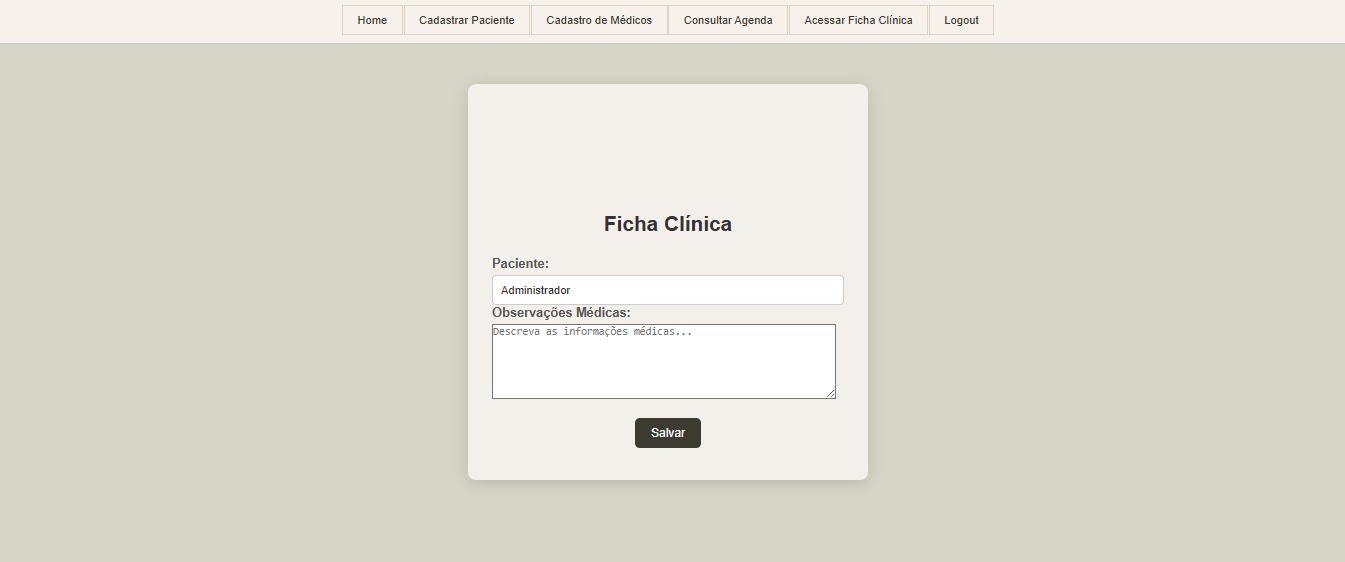 Home Cadastrar Paciente Cadastro de Médicos Consultar Agenda Acessar Ficha Clínica Logout
Ficha Clínica
Paciente:
Administrador
Observações Médicas:
Descreva as informações médicas...
Salvar